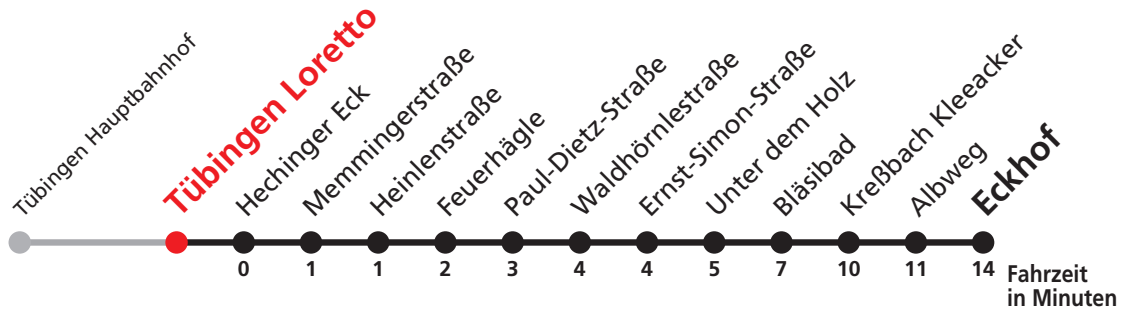 Tübingen Hauptbahnhof
Tübingen Loretto
Hechinger Eck
Memmingerstraße
Heinlenstraße
Feuerhägle
Paul-Dietz-Straße
Waldhörnlestraße
Ernst-Simon-Straße
Unter dem Holz
Bläsibad
Kreßbach Kleeacker
Albweg
Eckhof
0 1 1 2 3 4 4 5 7 10 11 14
Fahrzeit
in Minuten